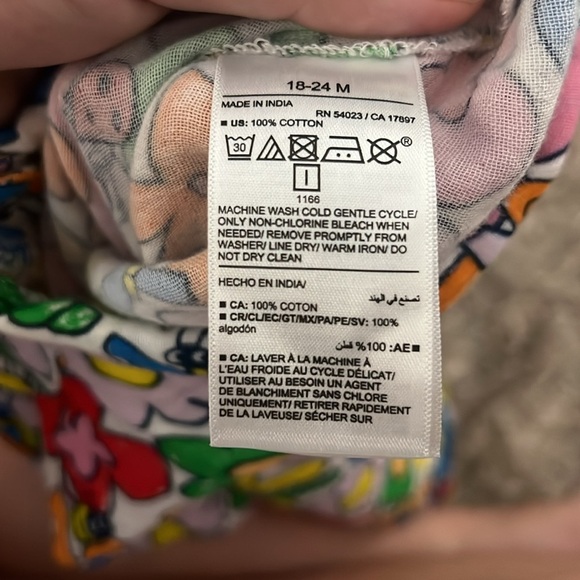 18-24 M
MADE IN INDIA
RN 54023 / CA 17897
■ US: 100% COTTON
30
®
1166
MACHINE WASH COLD GENTLE CYCLE/
ONLY NON-CHLORINE BLEACH WHEN
NEEDED/ REMOVE PROMPTLY FROM
WASHER/ LINE DRY/ WARM IRON/ DO
NOT DRY CLEAN
HECHO EN INDIA/
تصنع في الهند
■ CA: 100% COTTON
■ CR/CL/EC/GT/MX/PA/PE/SV: 100%
algodón
■ AE: 100% قطن
■ CA: LAVER À LA MACHINE À
L'EAU FROIDE AU CYCLE DÉLICAT/
UTILISER AU BESOIN UN AGENT
DE BLANCHIMENT SANS CHLORE
UNIQUEMENT/ RETIRER RAPIDEMENT
DE LA LAVEUSE/ SÉCHER SUR